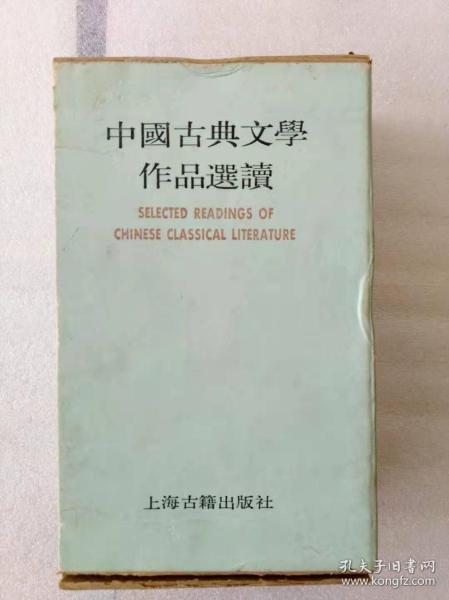 中國古典文學
作品選讀
SELECTED READINGS OF
CHINESE CLASSICAL LITERATURE
上海古籍出版社
孔夫子旧书网
www.kongfz.com